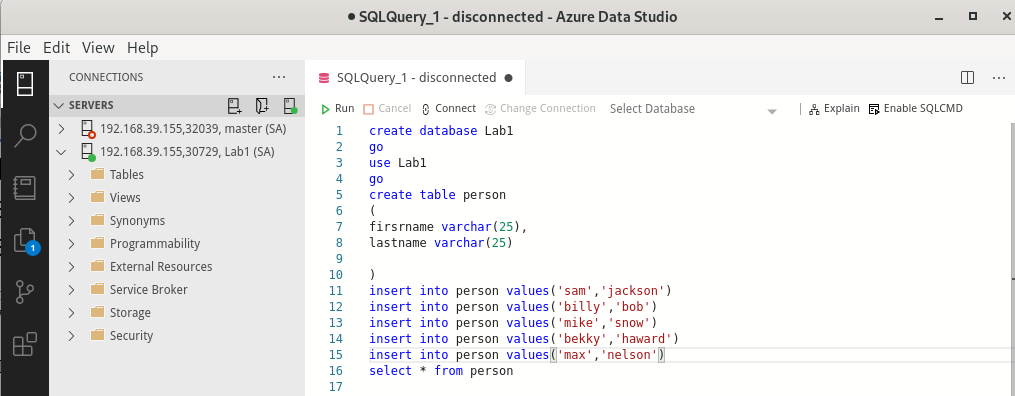 SQLQuery_1 - disconnected - Azure Data Studio
File Edit View Help
CONNECTIONS
SQLQuery_1 - disconnected
SERVERS
Run Cancel Connect Change Connection Select Database Explain Enable SQLCMD
192.168.39.155,32039, master (SA)
192.168.39.155,30729, Lab1 (SA)
Tables
Views
Synonyms
Programmability
External Resources
Service Broker
Storage
Security
1
1 create database Lab1
2 go
3 use Lab1
4 go
5 create table person
6 (
7 firsrname varchar(25),
8 lastname varchar(25)
9
10 )
11 insert into person values('sam','jackson')
12 insert into person values('billy','bob')
13 insert into person values('mike','snow')
14 insert into person values('bekky','haward')
15 insert into person values('max','nelson')
16 select * from person
17